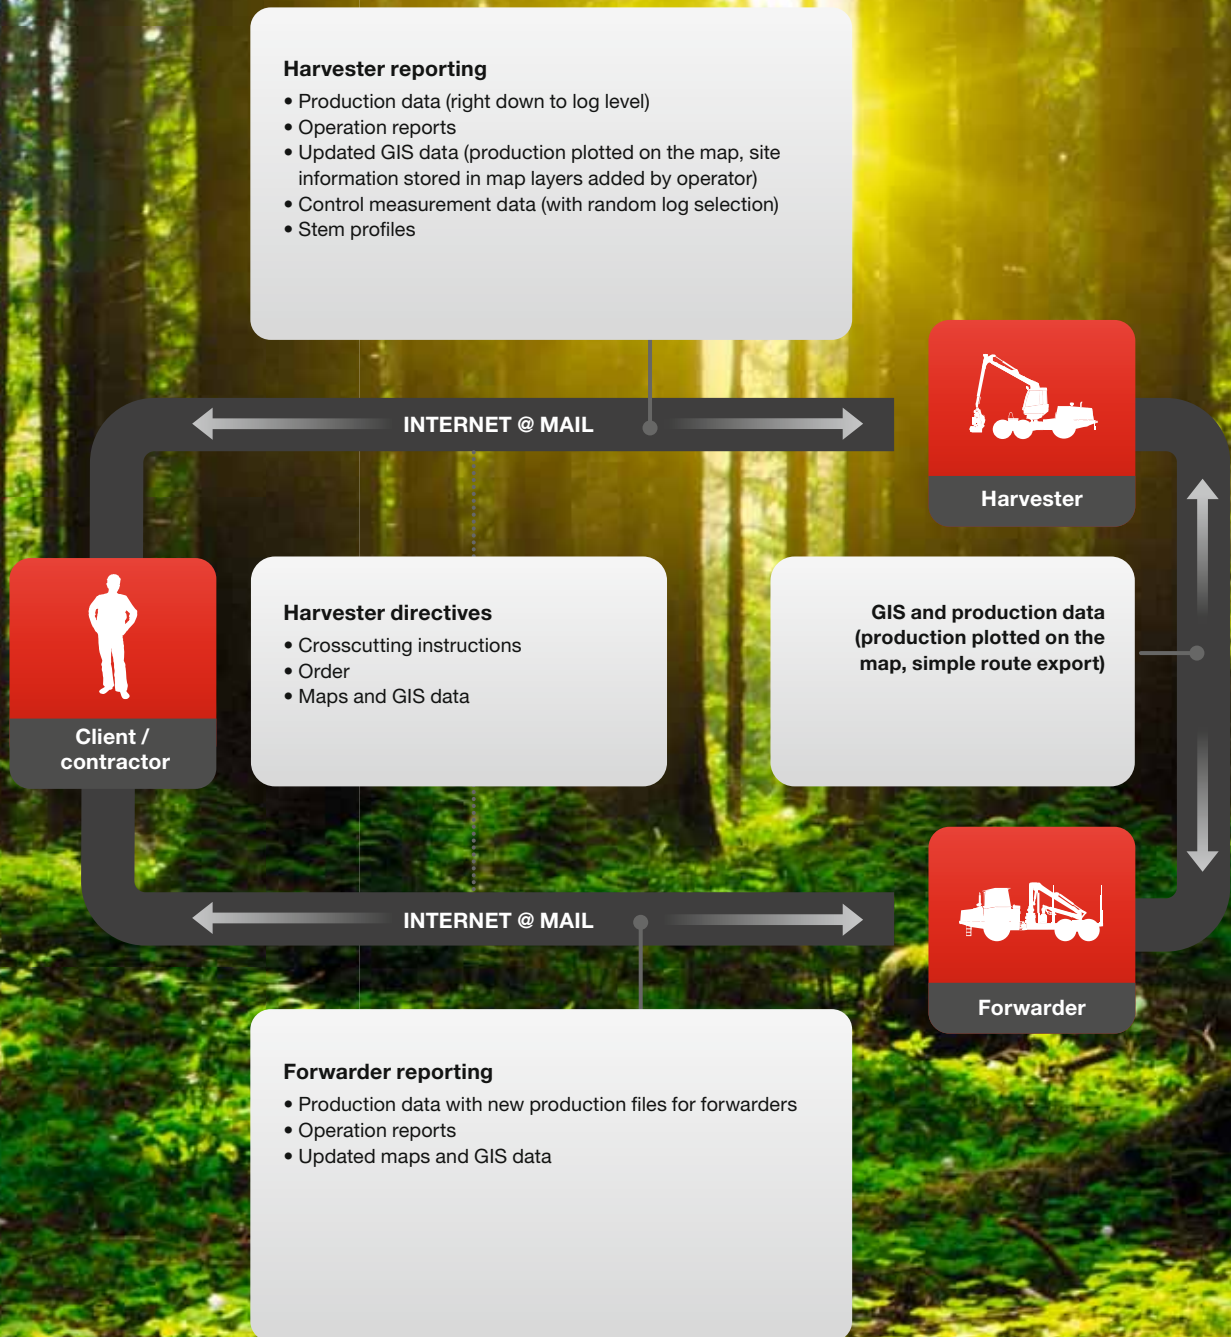 Harvester reporting
• Production data (right down to log level)
• Operation reports
• Updated GIS data (production plotted on the map, site
information stored in map layers added by operator)
• Control measurement data (with random log selection)
• Stem profiles
INTERNET @ MAIL
Harvester
Client /
contractor
Harvester directives
• Crosscutting instructions
• Order
• Maps and GIS data
GIS and production data
(production plotted on the
map, simple route export)
INTERNET @ MAIL
Forwarder
Forwarder reporting
• Production data with new production files for forwarders
• Operation reports
• Updated maps and GIS data